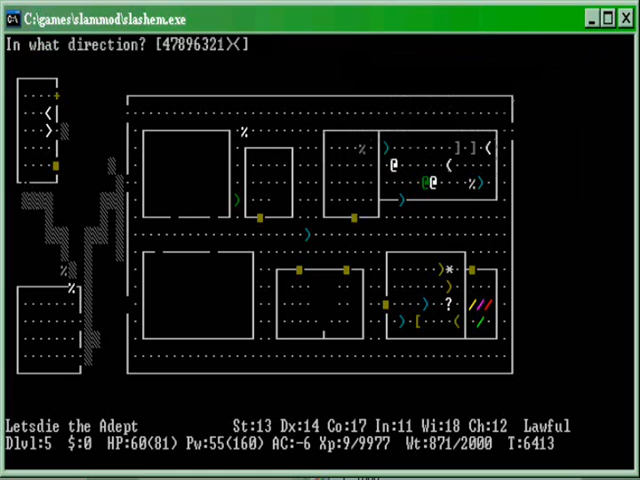 C:\games\slammod\slashem.exe
In what direction? [47896321><]
Letsdie the Adept St:13 Dx:14 Co:17 In:11 Wi:18 Ch:12 Lawful
Dlvl:5 $:0 HP:60(81) Pw:55(160) AC:-6 Xp:9/9977 Wt:871/2000 T:6413